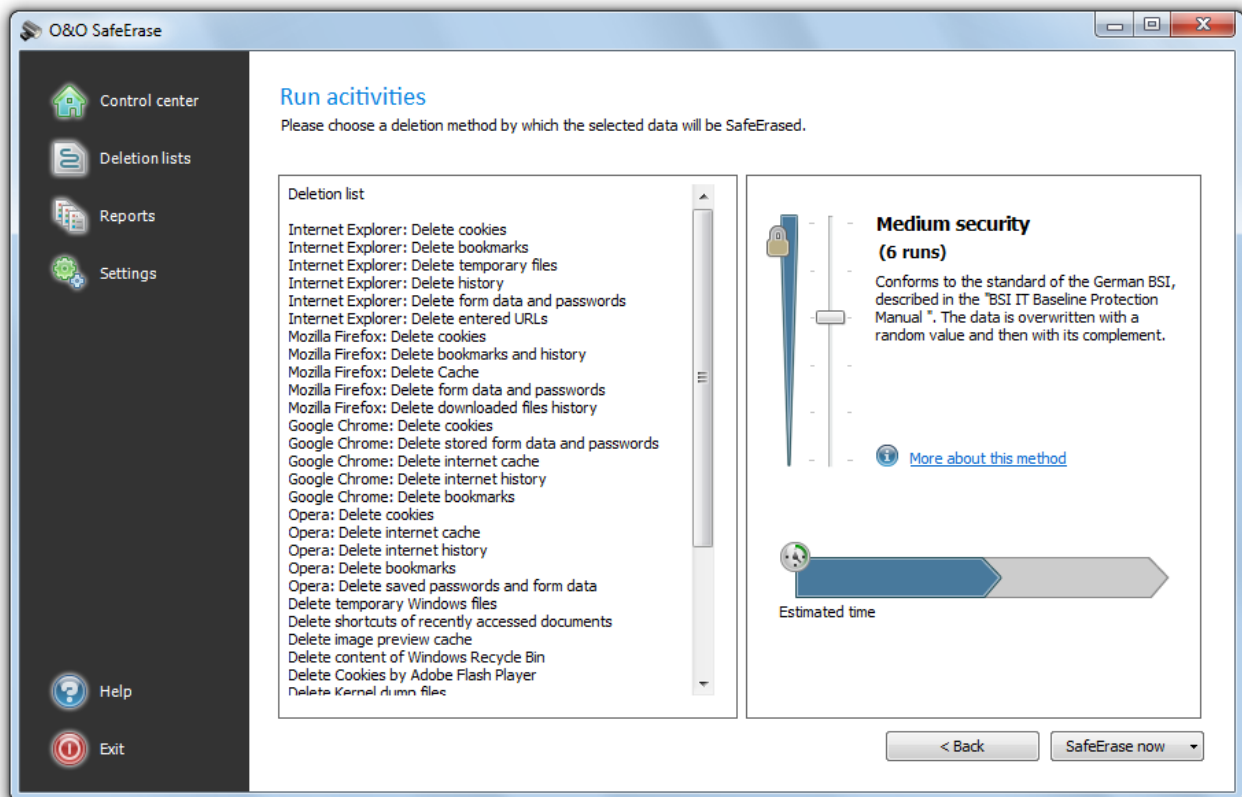 O&O SafeErase
Control center
Deletion lists
Reports
Settings
Help
Exit
Run acitivities
Please choose a deletion method by which the selected data will be SafeErased.
Deletion list
Internet Explorer: Delete cookies
Internet Explorer: Delete bookmarks
Internet Explorer: Delete temporary files
Internet Explorer: Delete history
Internet Explorer: Delete form data and passwords
Internet Explorer: Delete entered URLs
Mozilla Firefox: Delete cookies
Mozilla Firefox: Delete bookmarks and history
Mozilla Firefox: Delete Cache
Mozilla Firefox: Delete form data and passwords
Mozilla Firefox: Delete downloaded files history
Google Chrome: Delete cookies
Google Chrome: Delete stored form data and passwords
Google Chrome: Delete internet cache
Google Chrome: Delete internet history
Google Chrome: Delete bookmarks
Opera: Delete cookies
Opera: Delete internet cache
Opera: Delete internet history
Opera: Delete bookmarks
Opera: Delete saved passwords and form data
Delete temporary Windows files
Delete shortcuts of recently accessed documents
Delete image preview cache
Delete content of Windows Recycle Bin
Delete Cookies by Adobe Flash Player
Delete Kernel dump files
Medium security
(6 runs)
Conforms to the standard of the German BSI,
described in the "BSI IT Baseline Protection
Manual ". The data is overwritten with a
random value and then with its complement.
More about this method
Estimated time
< Back
SafeErase now